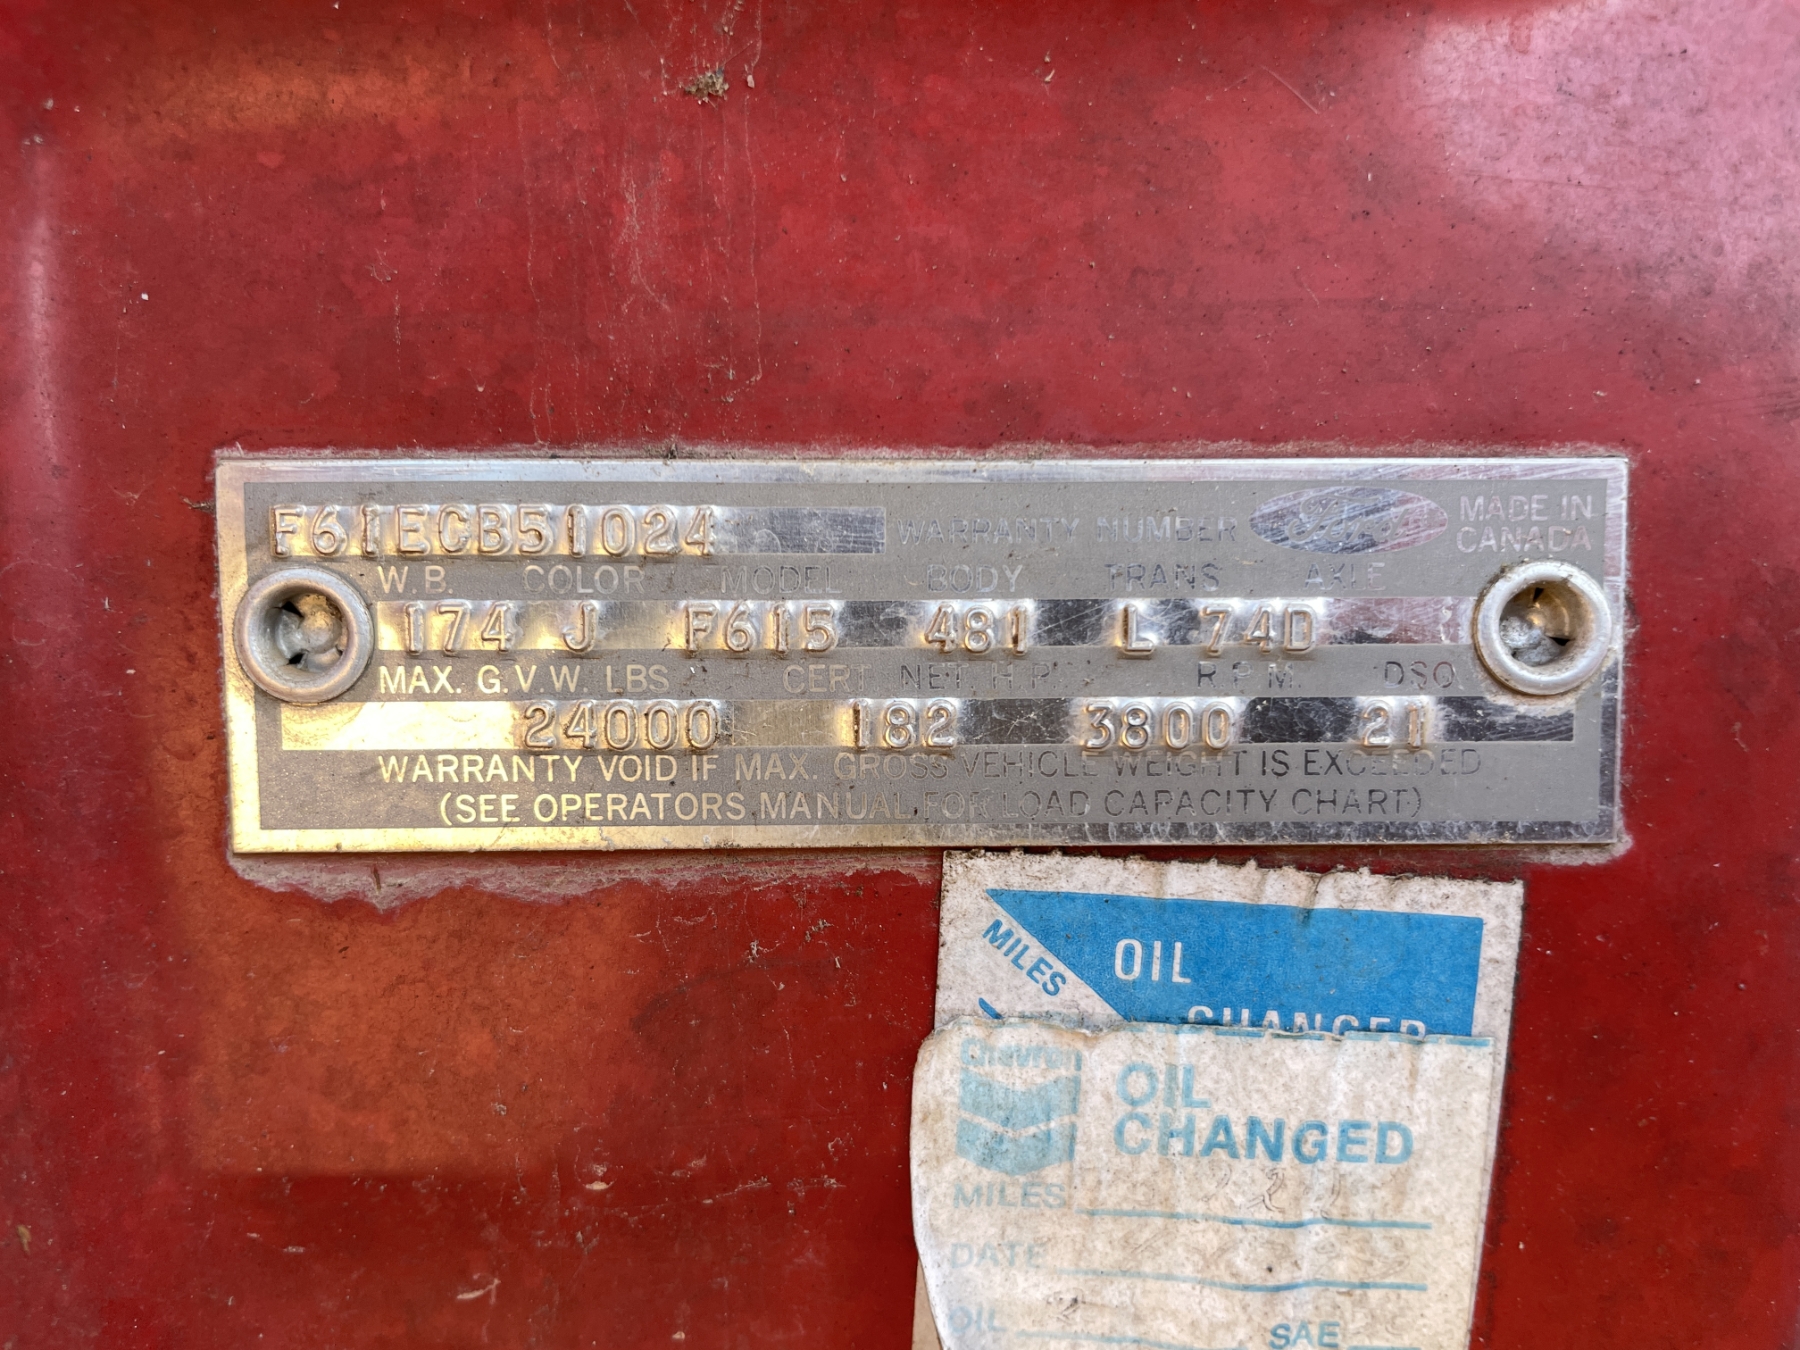 F61ECB51024 WARRANTY NUMBER Ford MADE IN CANADA
W.B. COLOR MODEL BODY TRANS AXLE
174 J F615 481 L 74D
MAX. G.V.W. LBS CERT NET. H.P. R.P.M. DSO
24000 182 3800 21
WARRANTY VOID IF MAX. GROSS VEHICLE WEIGHT IS EXCEEDED
(SEE OPERATORS MANUAL FOR LOAD CAPACITY CHART)
MILES
OIL
CHANGED
Chevron
OIL
CHANGED
MILES
DATE
OIL SAE